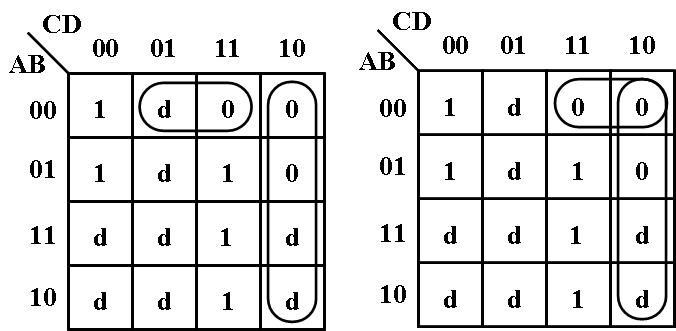 CD
AB
00 01 11 10
00 1 d 0 0
01 1 d 1 0
11 d d 1 d
10 d d 1 d
CD
AB
00 01 11 10
00 1 d 0 0
01 1 d 1 0
11 d d 1 d
10 d d 1 d